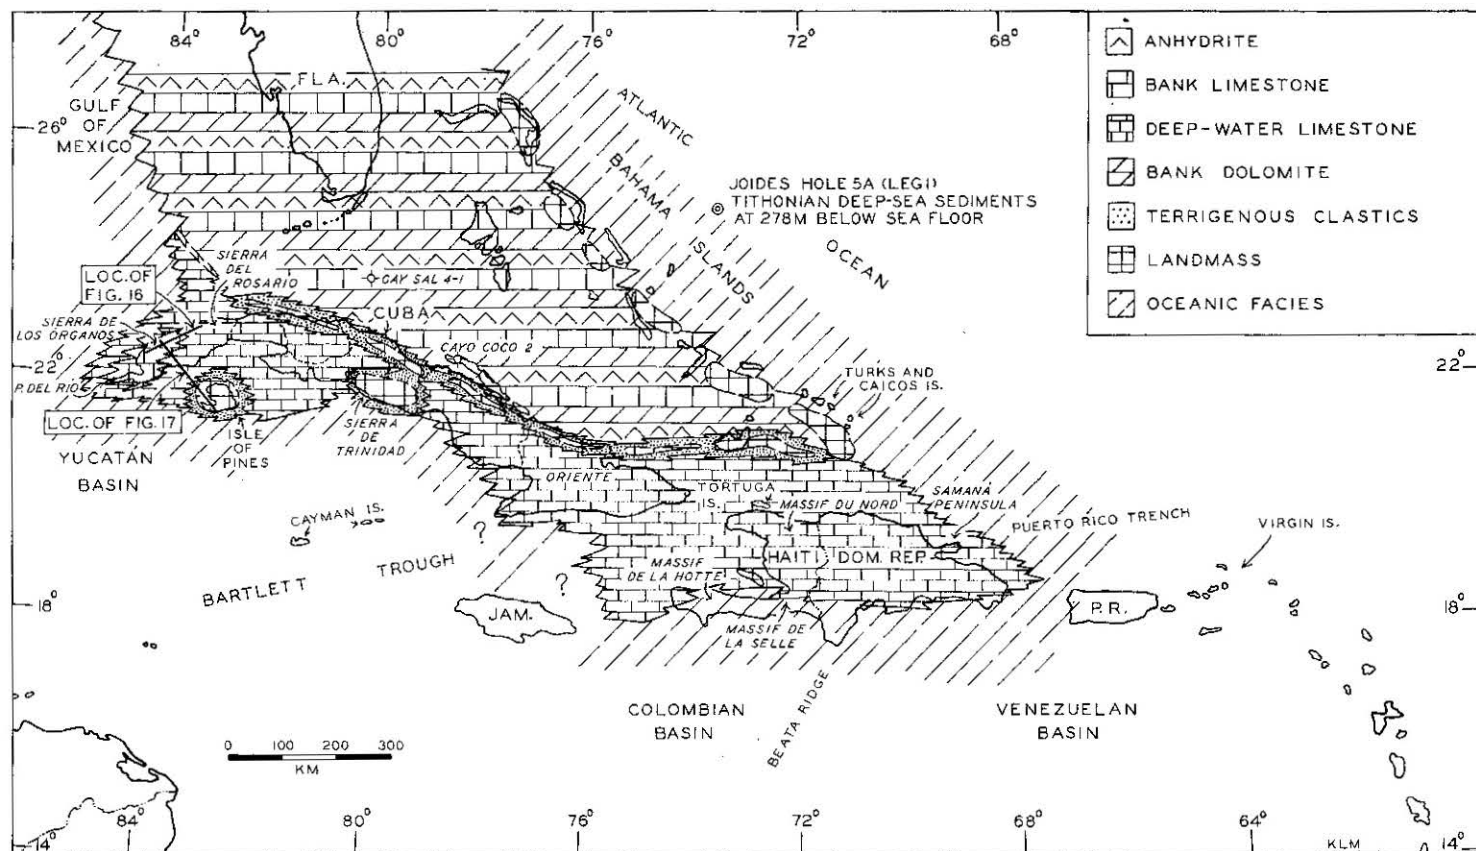 84°
80°
76°
72°
68°
FLA.
GULF
OF
MEXICO
26°
ATLANTIC
BAHAMA
ISLANDS
OCEAN
JOIDES HOLE 5A (LEG I)
TITHONIAN DEEP-SEA SEDIMENTS
AT 278M BELOW SEA FLOOR
ANHYDRITE
BANK LIMESTONE
DEEP-WATER LIMESTONE
BANK DOLOMITE
TERRIGENOUS CLASTICS
LANDMASS
OCEANIC FACIES
SIERRA
DEL
ROSARIO
LOC. OF
FIG. 16
CAY SAL 4-1
SIERRA DE
LOS ÓRGANOS
CUBA
CAYO COCO 2
22°
22°
P. DEL RIO
TURKS AND
CAICOS IS.
LOC. OF FIG. 17
ISLE
OF
PINES
SIERRA
DE
TRINIDAD
YUCATÁN
BASIN
ORIENTE
TORTUGA
IS.
MASSIF DU NORD
SAMANÁ
PENINSULA
CAYMAN IS.
?
PUERTO RICO TRENCH
VIRGIN IS.
BARTLETT TROUGH
?
MASSIF
DE LA HOTTE
HAITI
DOM. REP.
18°
JAM.
P.R.
18°
MASSIF DE
LA SELLE
BEATA RIDGE
COLOMBIAN
BASIN
VENEZUELAN
BASIN
0 100 200 300
KM
84°
80°
76°
72°
68°
64°
KLM
14°
14°